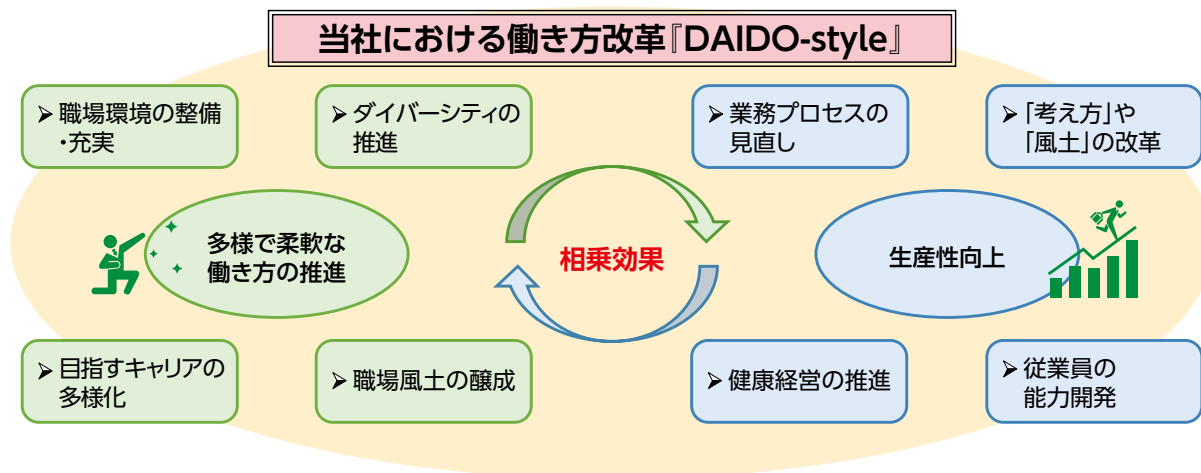 当社における働き方改革『DAIDO-style』
➢職場環境の整備
・充実
➢ダイバーシティの
推進
➢業務プロセスの
見直し
➢「考え方」や
「風土」の改革
多様で柔軟な
働き方の推進
相乗効果
生産性向上
➢目指すキャリアの
多様化
➢職場風土の醸成
➢健康経営の推進
➢従業員の
能力開発